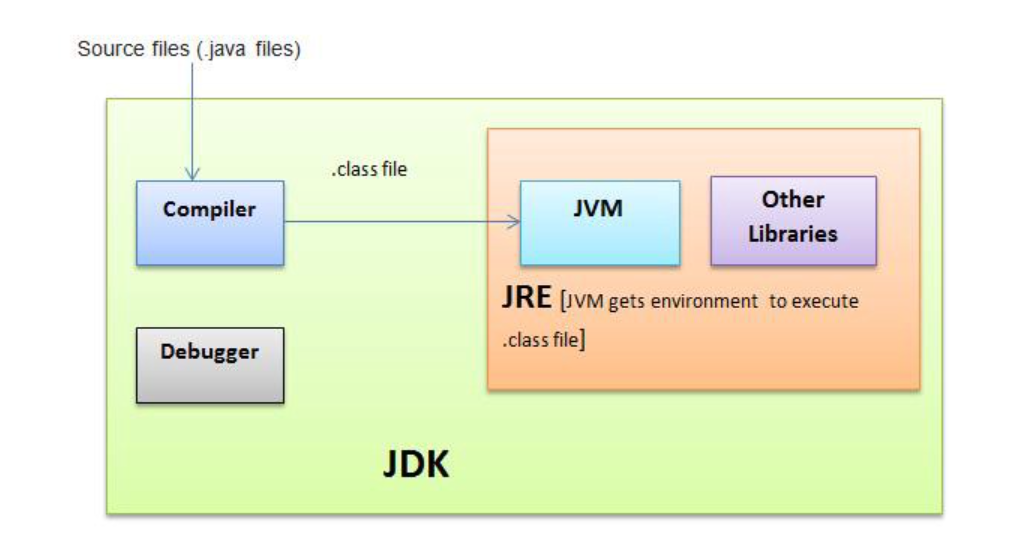 Source files (.java files)
.class file
Compiler
JVM
Other
Libraries
JRE [JVM gets environment to execute
.class file]
Debugger
JDK